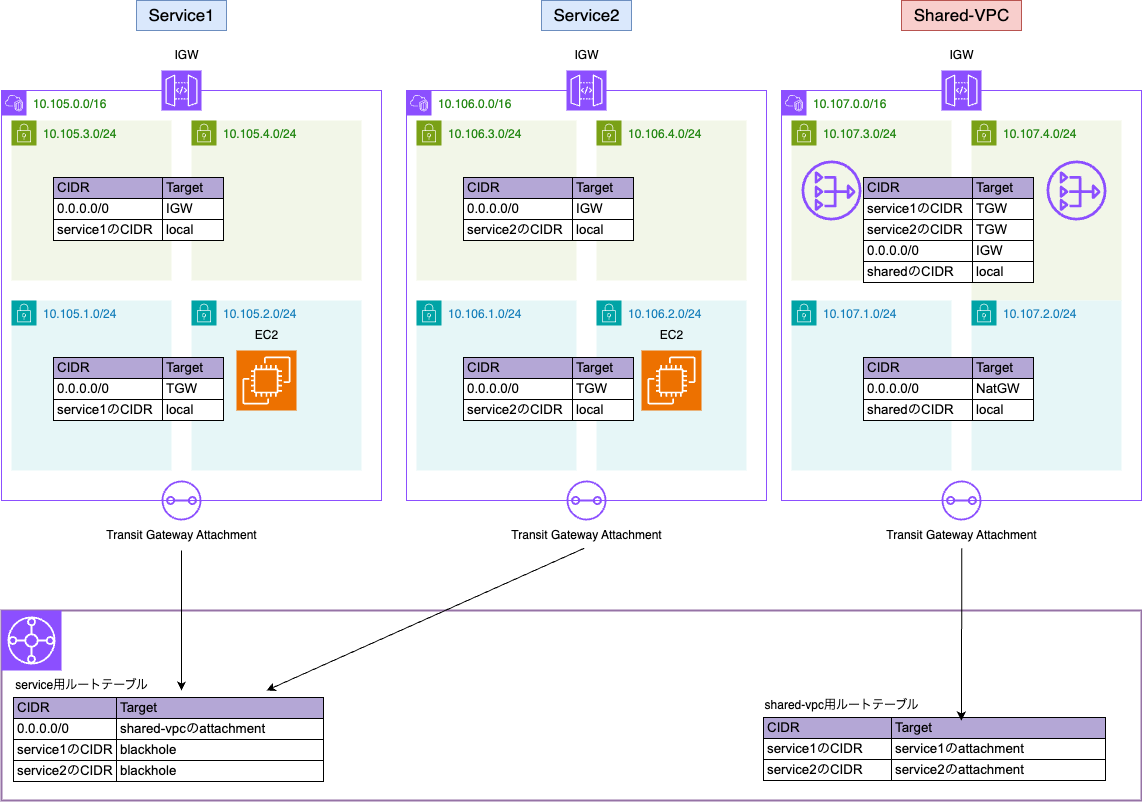 Service1
Service2
Shared-VPC
IGW
IGW
IGW
10.105.0.0/16
10.105.3.0/24
10.105.4.0/24
CIDR Target
0.0.0.0/0 IGW
service1のCIDR local
10.105.1.0/24
10.105.2.0/24
EC2
CIDR Target
0.0.0.0/0 TGW
service1のCIDR local
Transit Gateway Attachment
10.106.0.0/16
10.106.3.0/24
10.106.4.0/24
CIDR Target
0.0.0.0/0 IGW
service2のCIDR local
10.106.1.0/24
10.106.2.0/24
EC2
CIDR Target
0.0.0.0/0 TGW
service2のCIDR local
Transit Gateway Attachment
10.107.0.0/16
10.107.3.0/24
10.107.4.0/24
CIDR Target
service1のCIDR TGW
service2のCIDR TGW
0.0.0.0/0 IGW
sharedのCIDR local
10.107.1.0/24
10.107.2.0/24
CIDR Target
0.0.0.0/0 NatGW
sharedのCIDR local
Transit Gateway Attachment
service用ルートテーブル
CIDR Target
0.0.0.0/0 shared-vpcのattachment
service1のCIDR blackhole
service2のCIDR blackhole
shared-vpc用ルートテーブル
CIDR Target
service1のCIDR service1のattachment
service2のCIDR service2のattachment